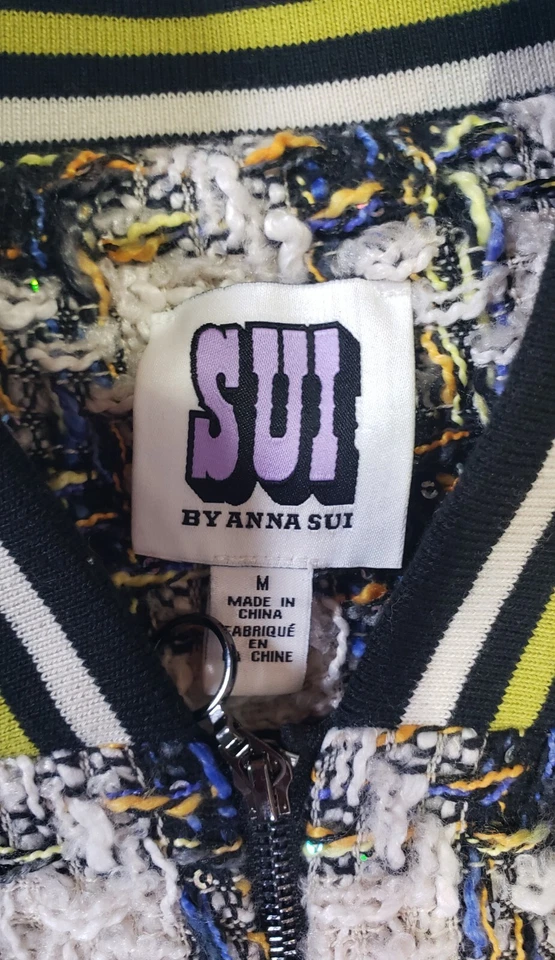 SUI
BY ANNA SUI
M
MADE IN
CHINA
FABRIQUÉ
EN
CHINE